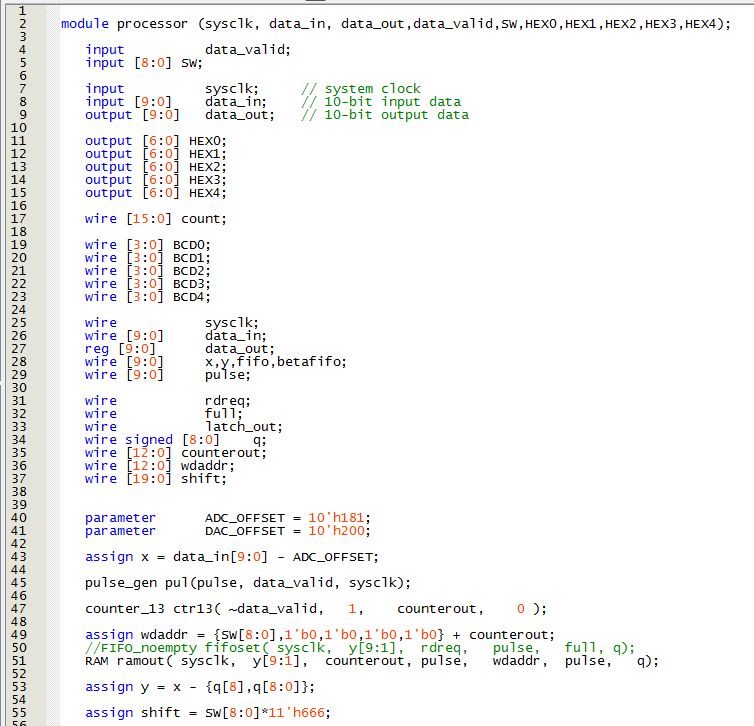 1
2 module processor (sysclk, data_in, data_out,data_valid,SW,HEX0,HEX1,HEX2,HEX3,HEX4);
3
4 input data_valid;
5 input [8:0] SW;
6
7 input sysclk; // system clock
8 input [9:0] data_in; // 10-bit input data
9 output [9:0] data_out; // 10-bit output data
10
11 output [6:0] HEX0;
12 output [6:0] HEX1;
13 output [6:0] HEX2;
14 output [6:0] HEX3;
15 output [6:0] HEX4;
16
17 wire [15:0] count;
18
19 wire [3:0] BCD0;
20 wire [3:0] BCD1;
21 wire [3:0] BCD2;
22 wire [3:0] BCD3;
23 wire [3:0] BCD4;
24
25 wire sysclk;
26 wire [9:0] data_in;
27 reg [9:0] data_out;
28 wire [9:0] x,y,fifo,betafifo;
29 wire [9:0] pulse;
30
31 wire rdreq;
32 wire full;
33 wire latch_out;
34 wire signed [8:0] q;
35 wire [12:0] counterout;
36 wire [12:0] wdaddr;
37 wire [19:0] shift;
38
39
40 parameter ADC_OFFSET = 10'h181;
41 parameter DAC_OFFSET = 10'h200;
42
43 assign x = data_in[9:0] - ADC_OFFSET;
44
45 pulse_gen pul(pulse, data_valid, sysclk);
46
47 counter_13 ctr13( ~data_valid, 1, counterout, 0 );
48
49 assign wdaddr = {SW[8:0],1'b0,1'b0,1'b0,1'b0} + counterout;
50 //FIFO_noempty fifoset( sysclk, y[9:1], rdreq, pulse, full, q);
51 RAM ramout( sysclk, y[9:1], counterout, pulse, wdaddr, pulse, q);
52
53 assign y = x - {q[8],q[8:0]};
54
55 assign shift = SW[8:0]*11'h666;